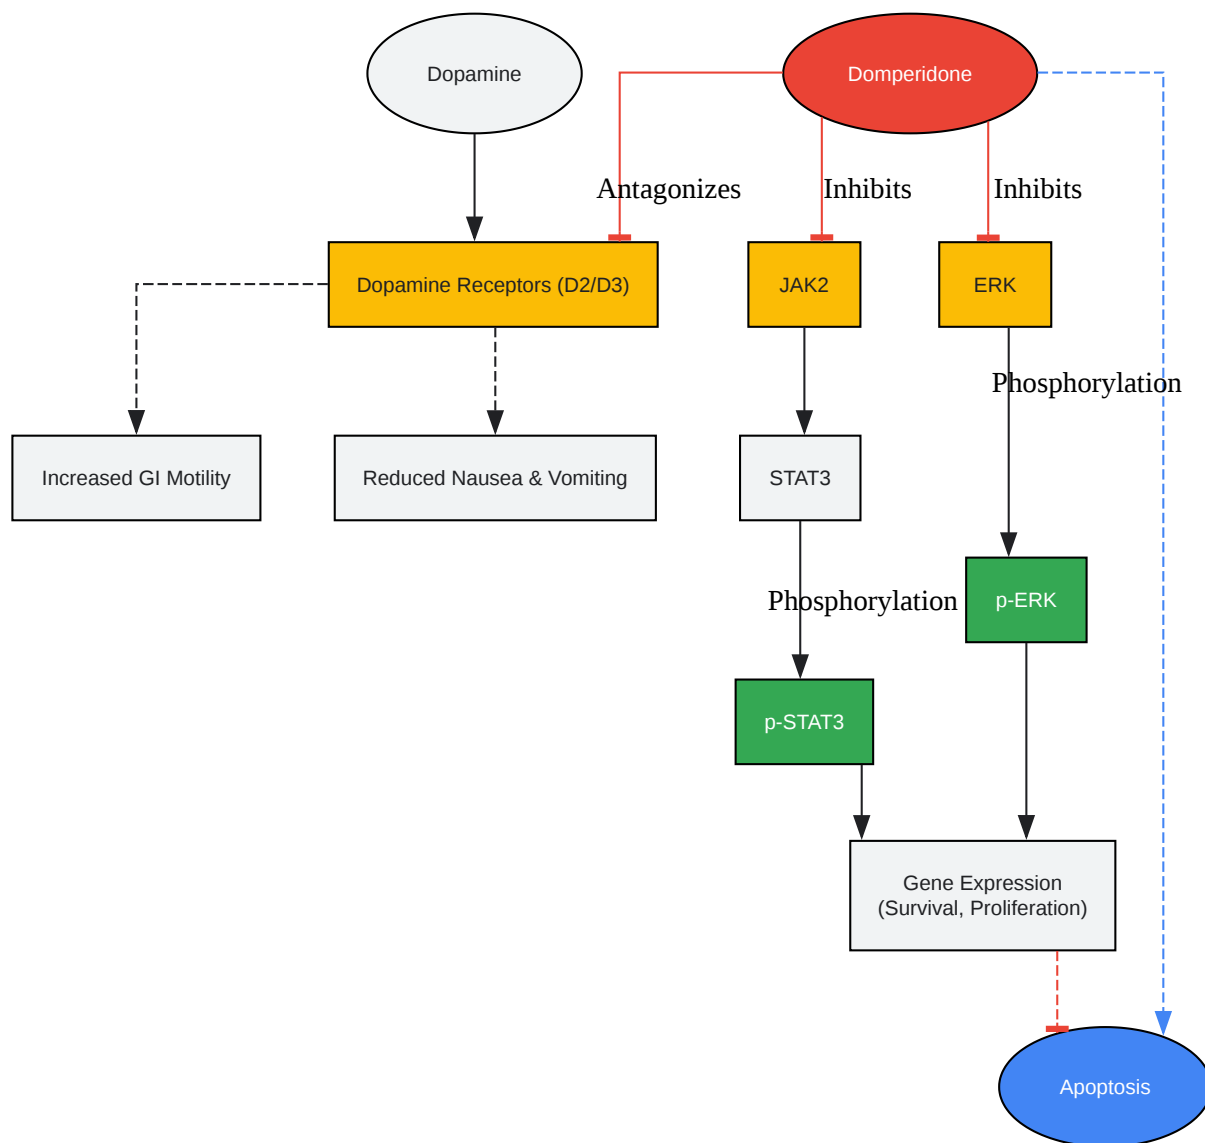 Dopamine
Domperidone
Antagonizes
Inhibits
Inhibits
Dopamine Receptors (D2/D3)
JAK2
ERK
Phosphorylation
Increased GI Motility
Reduced Nausea & Vomiting
STAT3
Phosphorylation
p-ERK
p-STAT3
Gene Expression
(Survival, Proliferation)
Apoptosis